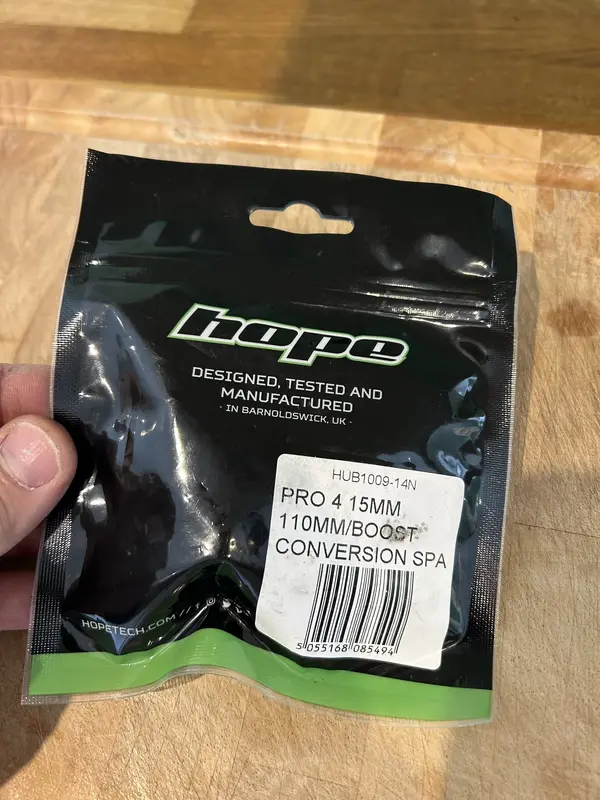 hope
DESIGNED, TESTED AND
MANUFACTURED
· IN BARNOLDSWICK, UK ·
HUB1009-14N
PRO 4 15MM
110MM/BOOST
CONVERSION SPA
5 055168 085494
HOPETECH.COM //